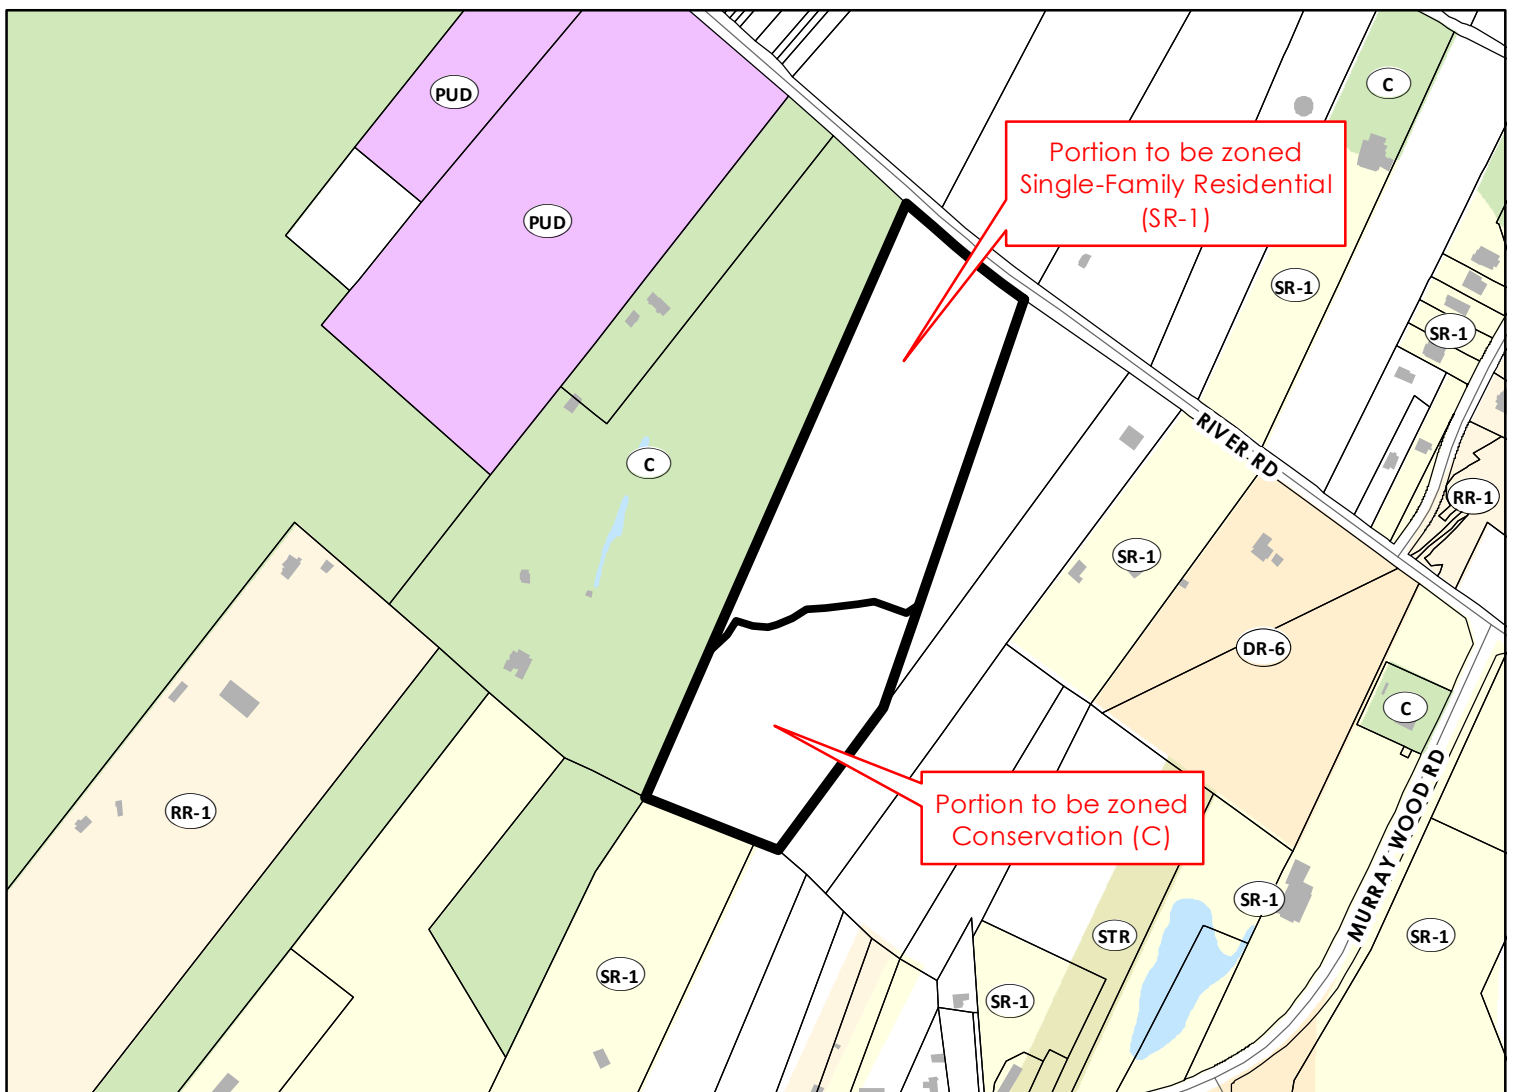 C
PUD
Portion to be zoned
Single-Family Residential
(SR-1)
PUD
SR-1
SR-1
RIVER RD
C
RR-1
SR-1
DR-6
C
RR-1
Portion to be zoned
Conservation (C)
MURRAY WOOD RD
SR-1
STR
SR-1
SR-1
SR-1